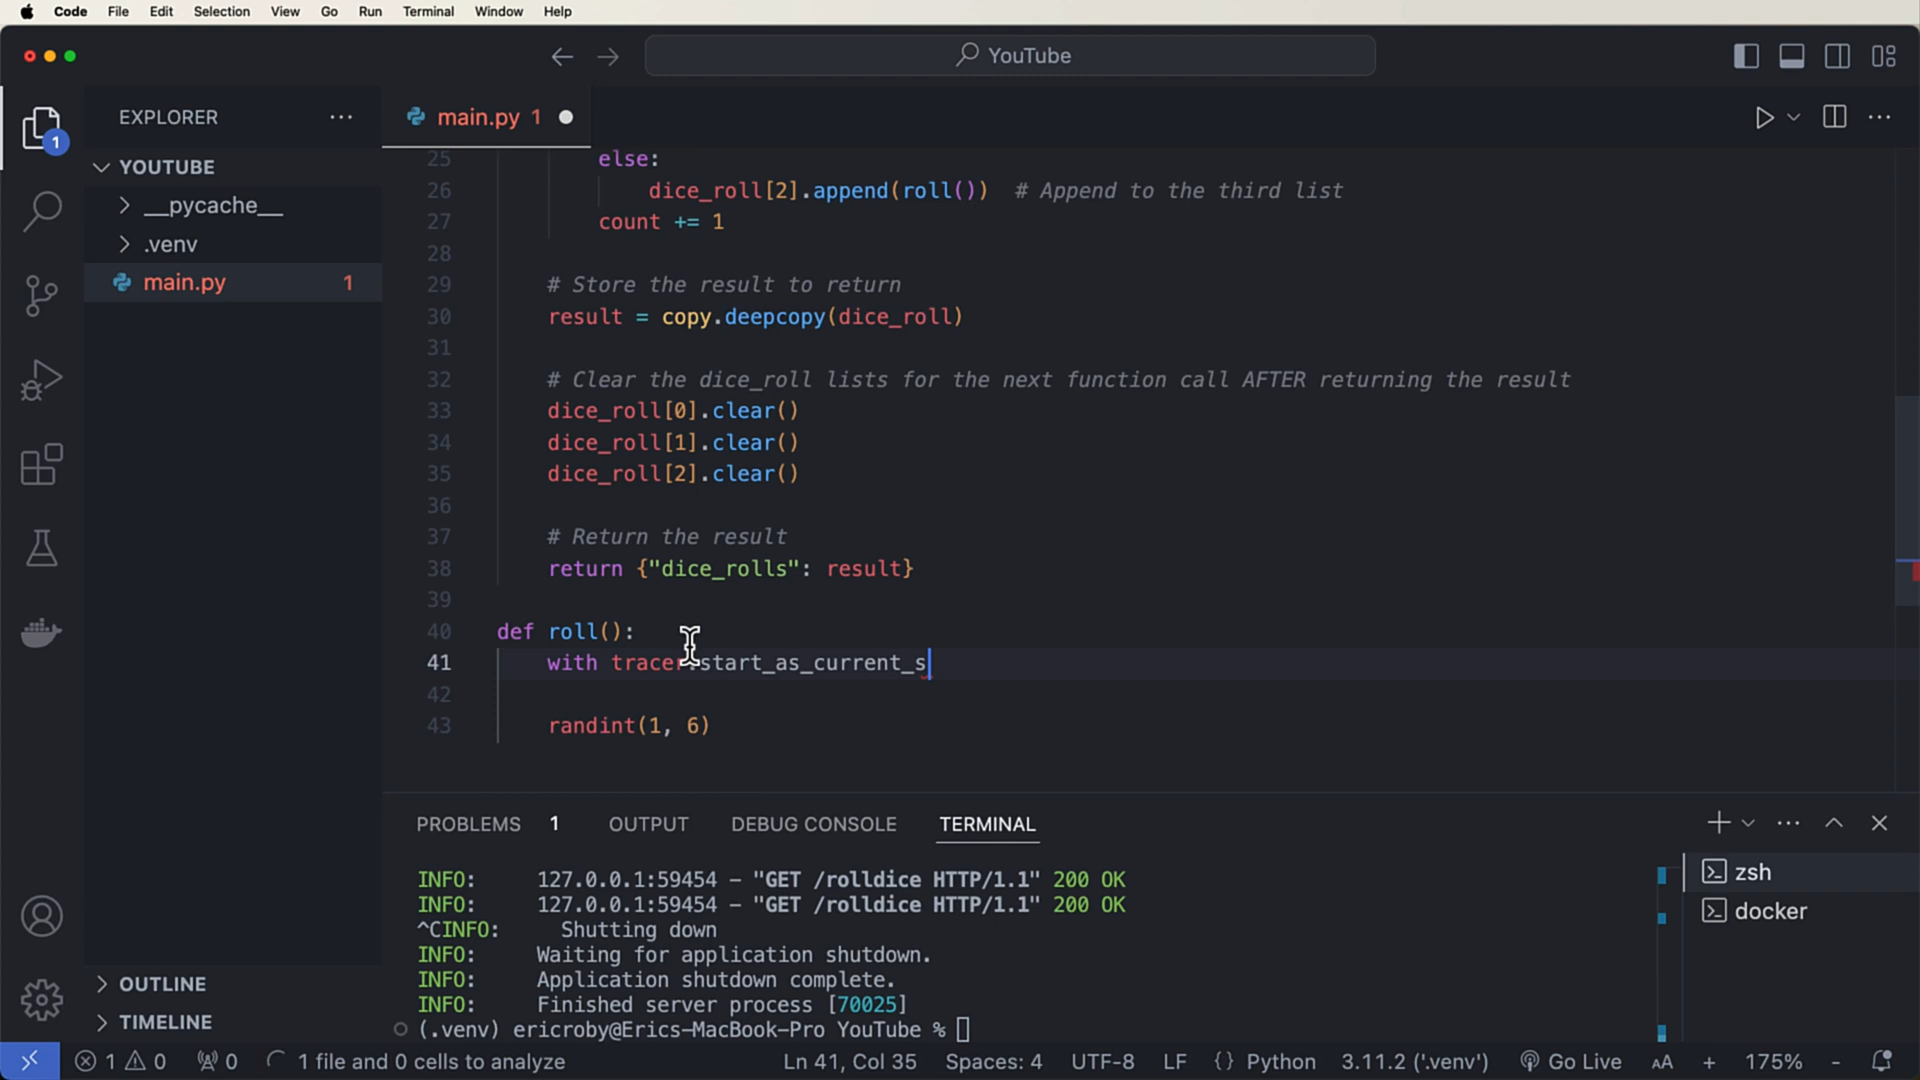 Code File Edit Selection View Go Run Terminal Window Help
YouTube
EXPLORER
main.py 1
1
YOUTUBE
__pycache__
.venv
main.py 1
25 else:
26 dice_roll[2].append(roll()) # Append to the third list
27 count += 1
28
29 # Store the result to return
30 result = copy.deepcopy(dice_roll)
31
32 # Clear the dice_roll lists for the next function call AFTER returning the result
33 dice_roll[0].clear()
34 dice_roll[1].clear()
35 dice_roll[2].clear()
36
37 # Return the result
38 return {"dice_rolls": result}
39
40 def roll():
41 with tracer.start_as_current_s
42
43 randint(1, 6)
PROBLEMS 1 OUTPUT DEBUG CONSOLE TERMINAL
INFO: 127.0.0.1:59454 - "GET /rolldice HTTP/1.1" 200 OK
INFO: 127.0.0.1:59454 - "GET /rolldice HTTP/1.1" 200 OK
^CINFO: Shutting down
INFO: Waiting for application shutdown.
INFO: Application shutdown complete.
INFO: Finished server process [70025]
(.venv) ericroby@Erics-MacBook-Pro YouTube %
zsh
docker
OUTLINE
TIMELINE
1 0 0 1 file and 0 cells to analyze Ln 41, Col 35 Spaces: 4 UTF-8 LF {} Python 3.11.2 ('.venv') Go Live AA + 175% -